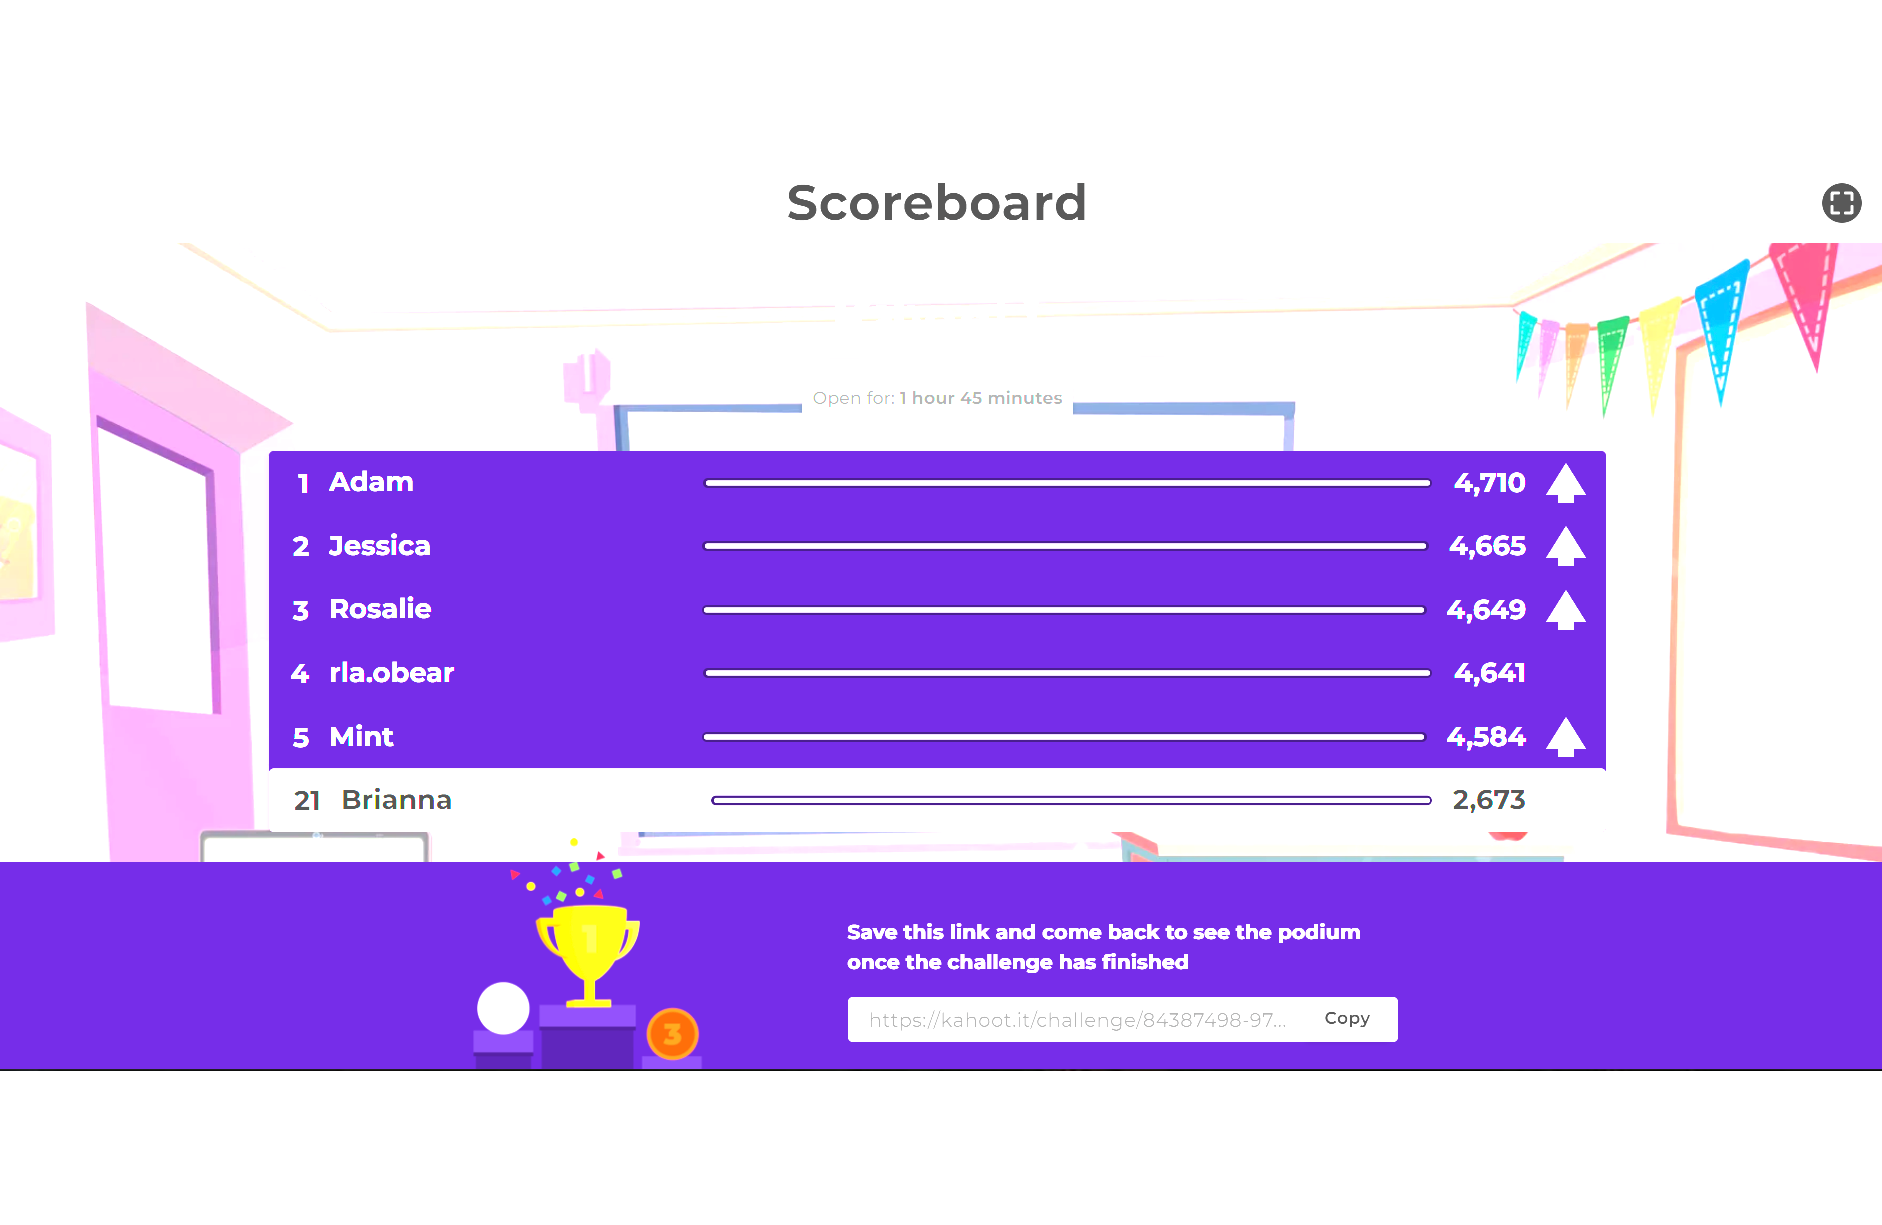 Scoreboard
Open for: 1 hour 45 minutes
1 Adam 4,710
2 Jessica 4,665
3 Rosalie 4,649
4 rla.obear 4,641
5 Mint 4,584
21 Brianna 2,673
1
3
Save this link and come back to see the podium
once the challenge has finished
https://kahoot.it/challenge/84387498-97... Copy